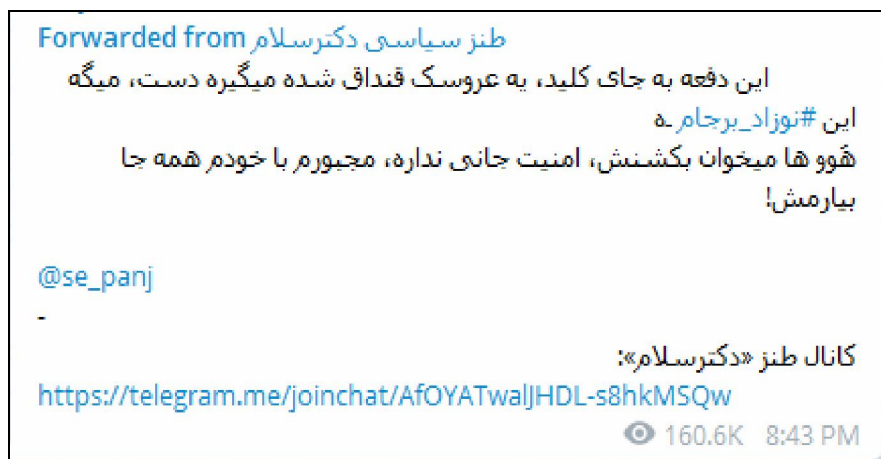 Forwarded from طنز سیاسی دکترسلام
این دفعه به جای کلید، یه عروسک قنداق شده میگیره دست، میگه
این #نوزاد_برجام ـه
هَوو ها میخوان بکشنش، امنیت جانی نداره، مجبورم با خودم همه جا
بیارمش!
@se_panj
-
کانال طنز «دکترسلام»:
https://telegram.me/joinchat/AfOYATwalJHDL-s8hkMSQw
160.6K 8:43 PM